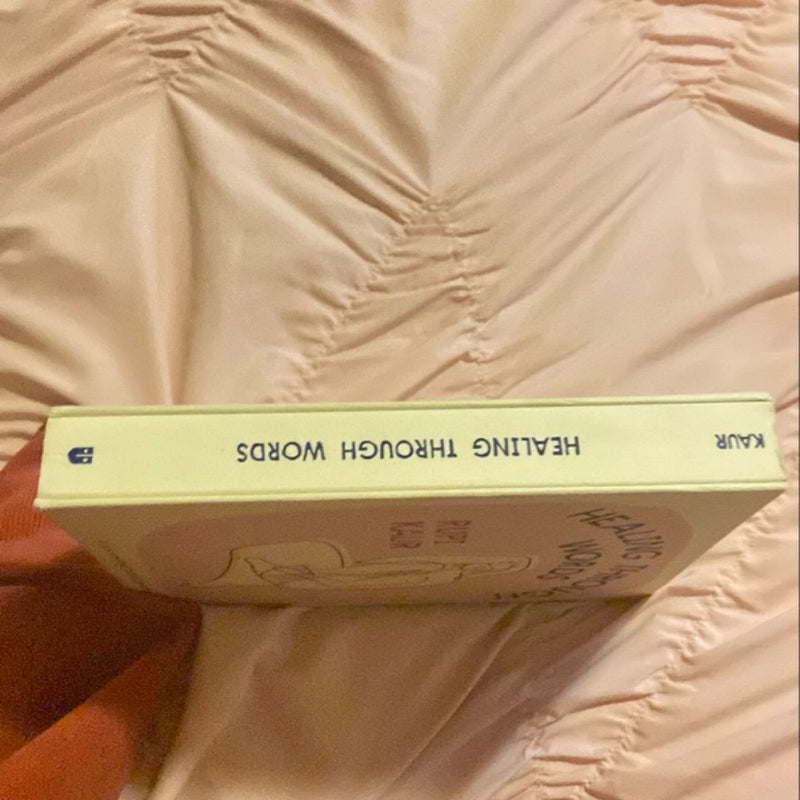 KAUR
HEALING THROUGH WORDS
HEALING THROUGH
WORDS
RUPI
KAUR